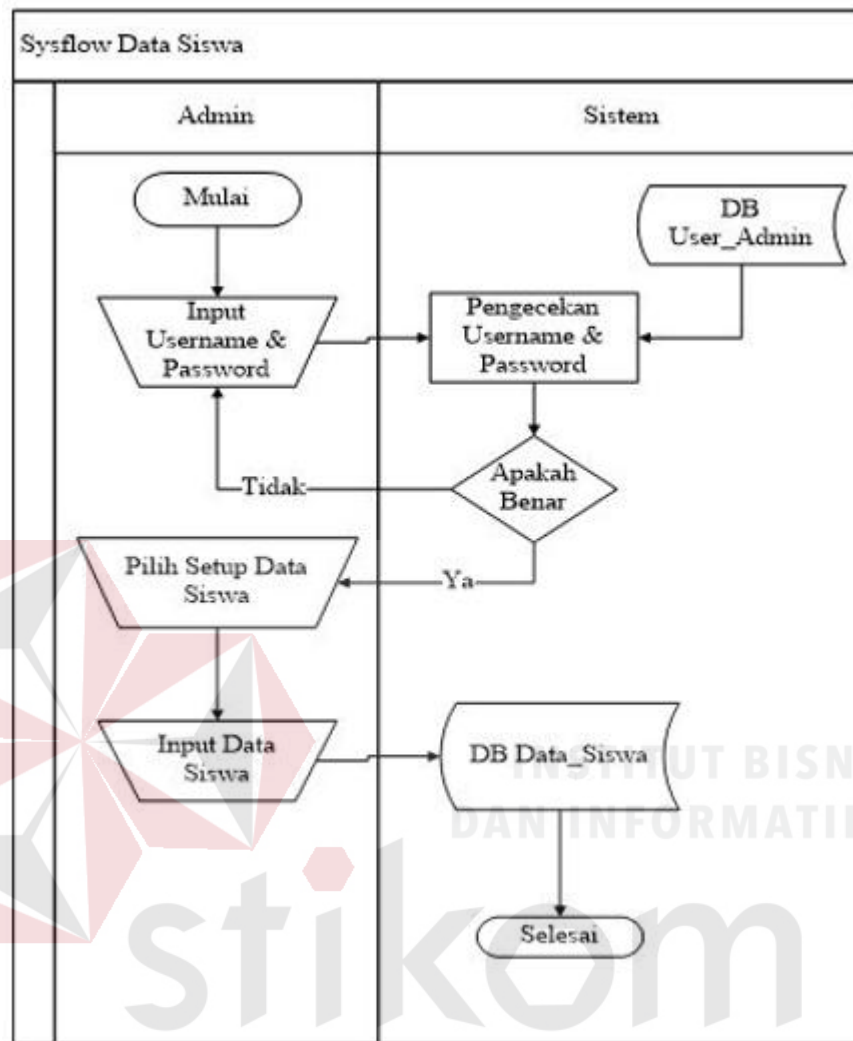 Sysflow Data Siswa
Admin
Sistem
Mulai
DB
User_Admin
Input
Username &
Password
Pengecekan
Username &
Password
Apakah
Benar
Tidak
Ya
Pilih Setup Data
Siswa
Input Data
Siswa
DB Data_Siswa
INSTITUT BISN
DAN INFORMATI
stikom
Selesai